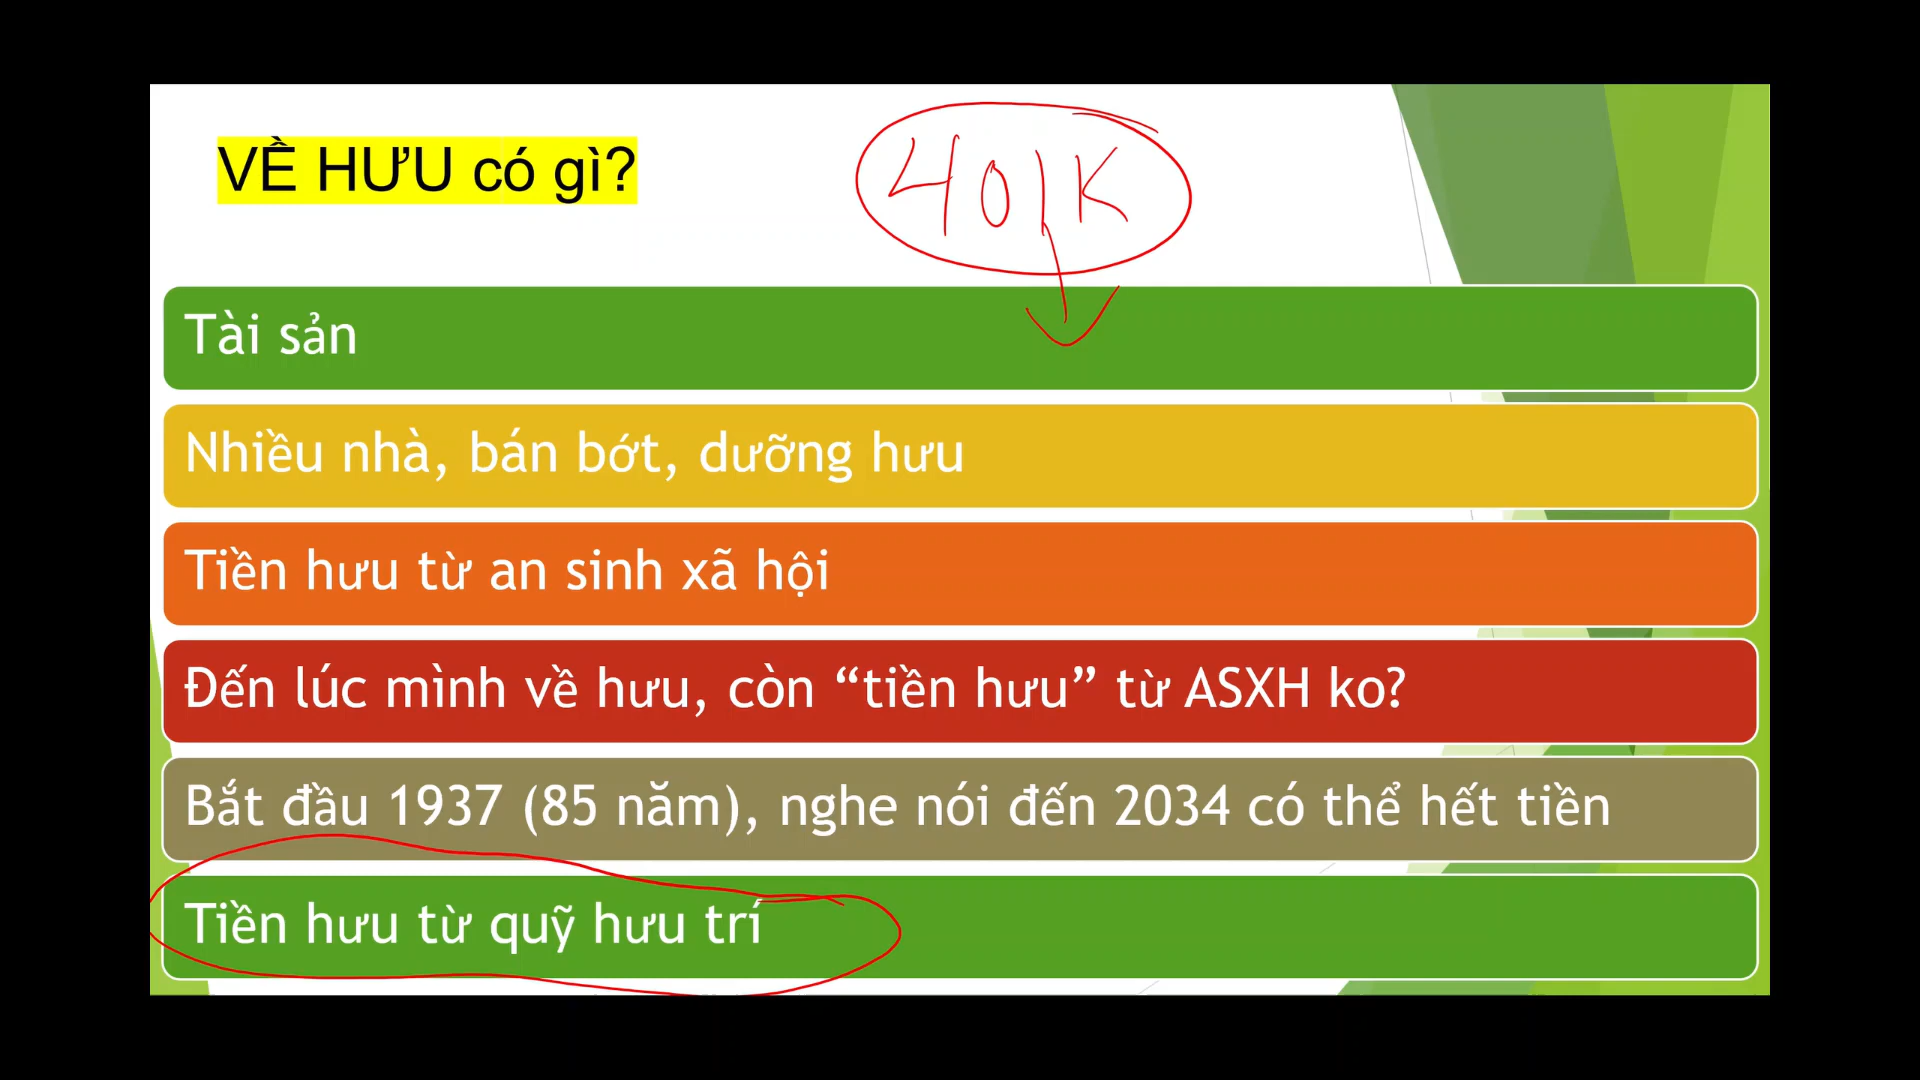 VỀ HƯU có gì?
401K
Tài sản
Nhiều nhà, bán bớt, dưỡng hưu
Tiền hưu từ an sinh xã hội
Đến lúc mình về hưu, còn “tiền hưu” từ ASXH ko?
Bắt đầu 1937 (85 năm), nghe nói đến 2034 có thể hết tiền
Tiền hưu từ quỹ hưu trí